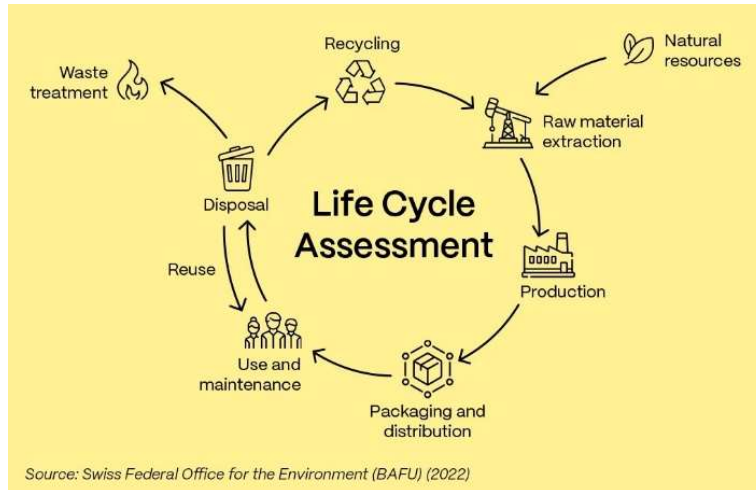 Recycling
Natural
resources
Waste
treatment
Raw material
extraction
Disposal
Life Cycle
Assessment
Reuse
Production
Use and
maintenance
Packaging and
distribution
Source: Swiss Federal Office for the Environment (BAFU) (2022)